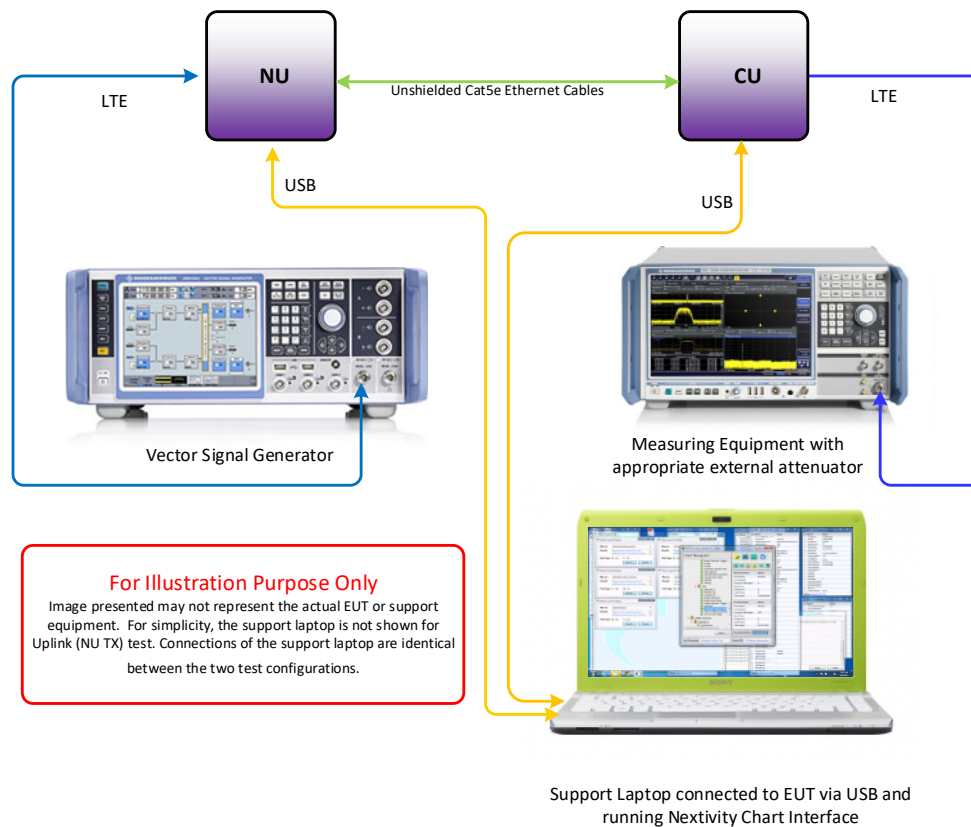 NU
CU
LTE
Unshielded Cat5e Ethernet Cables
LTE
USB
USB
Vector Signal Generator
Measuring Equipment with
appropriate external attenuator
For Illustration Purpose Only
Image presented may not represent the actual EUT or support
equipment. For simplicity, the support laptop is not shown for
Uplink (NU TX) test. Connections of the support laptop are identical
between the two test configurations.
SONY
Support Laptop connected to EUT via USB and
running Nextivity Chart Interface